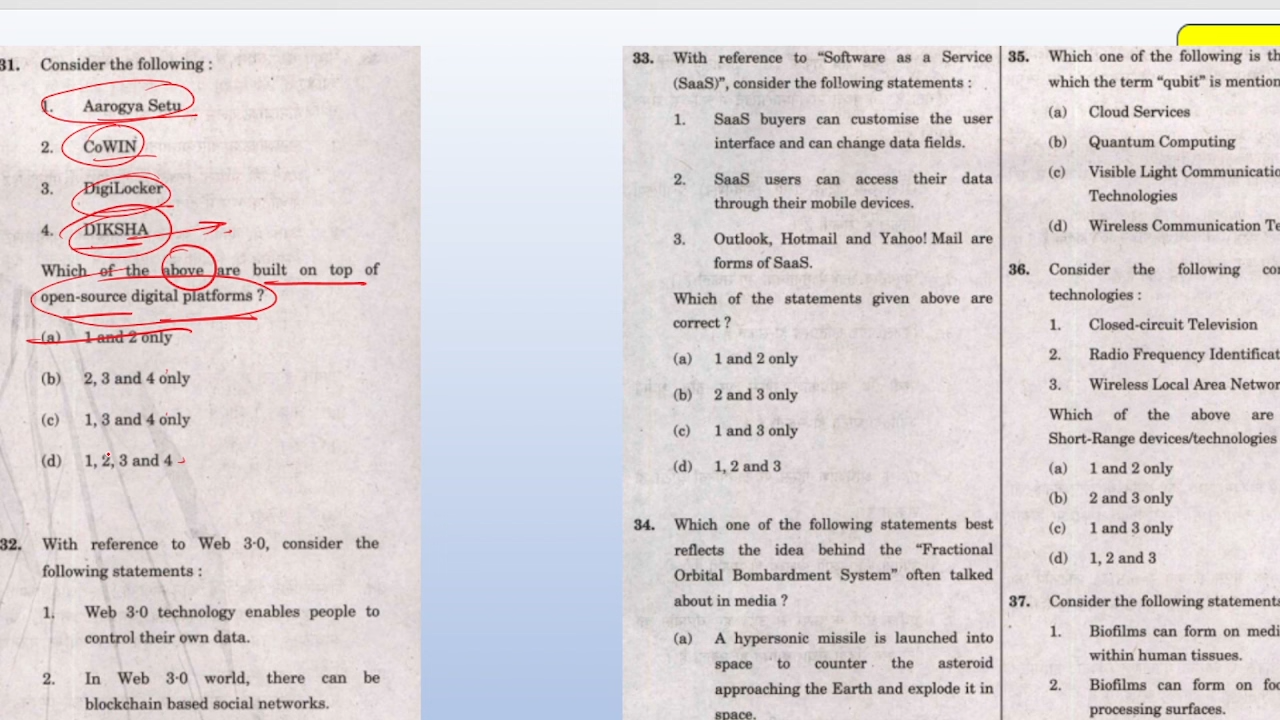 31. Consider the following :
1. Aarogya Setu
2. CoWIN
3. DigiLocker
4. DIKSHA
Which of the above are built on top of
open-source digital platforms ?
(a) 1 and 2 only
(b) 2, 3 and 4 only
(c) 1, 3 and 4 only
(d) 1, 2, 3 and 4
32. With reference to Web 3·0, consider the
following statements :
1. Web 3·0 technology enables people to
control their own data.
2. In Web 3·0 world, there can be
blockchain based social networks.
33. With reference to "Software as a Service
(SaaS)", consider the following statements :
1. SaaS buyers can customise the user
interface and can change data fields.
2. SaaS users can access their data
through their mobile devices.
3. Outlook, Hotmail and Yahoo! Mail are
forms of SaaS.
Which of the statements given above are
correct ?
(a) 1 and 2 only
(b) 2 and 3 only
(c) 1 and 3 only
(d) 1, 2 and 3
34. Which one of the following statements best
reflects the idea behind the "Fractional
Orbital Bombardment System" often talked
about in media ?
(a) A hypersonic missile is launched into
space to counter the asteroid
approaching the Earth and explode it in
space.
35. Which one of the following is
which the term "qubit" is
(a) Cloud Services
(b) Quantum Computing
(c) Visible Light
Technologies
(d) Wireless Communication
36. Consider the following
technologies :
1. Closed-circuit Television
2. Radio Frequency
3. Wireless Local Area
Which of the above are
Short-Range devices/technologies
(a) 1 and 2 only
(b) 2 and 3 only
(c) 1 and 3 only
(d) 1, 2 and 3
37. Consider the following
1. Biofilms can form on
within human tissues.
2. Biofilms can form on
processing surfaces.